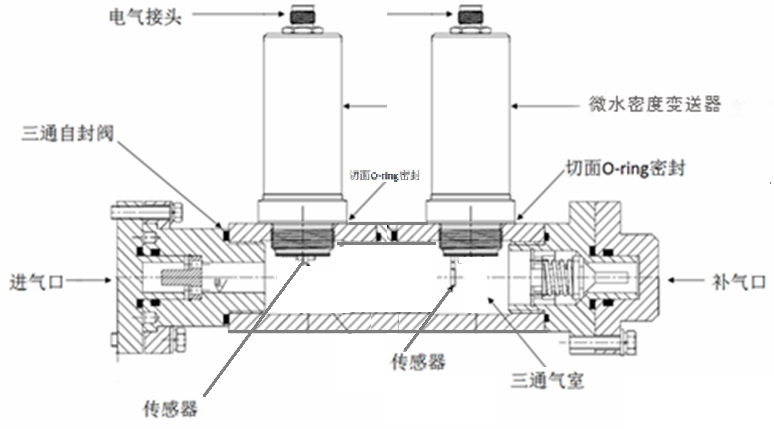 电气接头
微水密度变送器
三通自封阀
切面O-ring密封
切面O-ring密封
进气口
补气口
传感器
三通气室
传感器